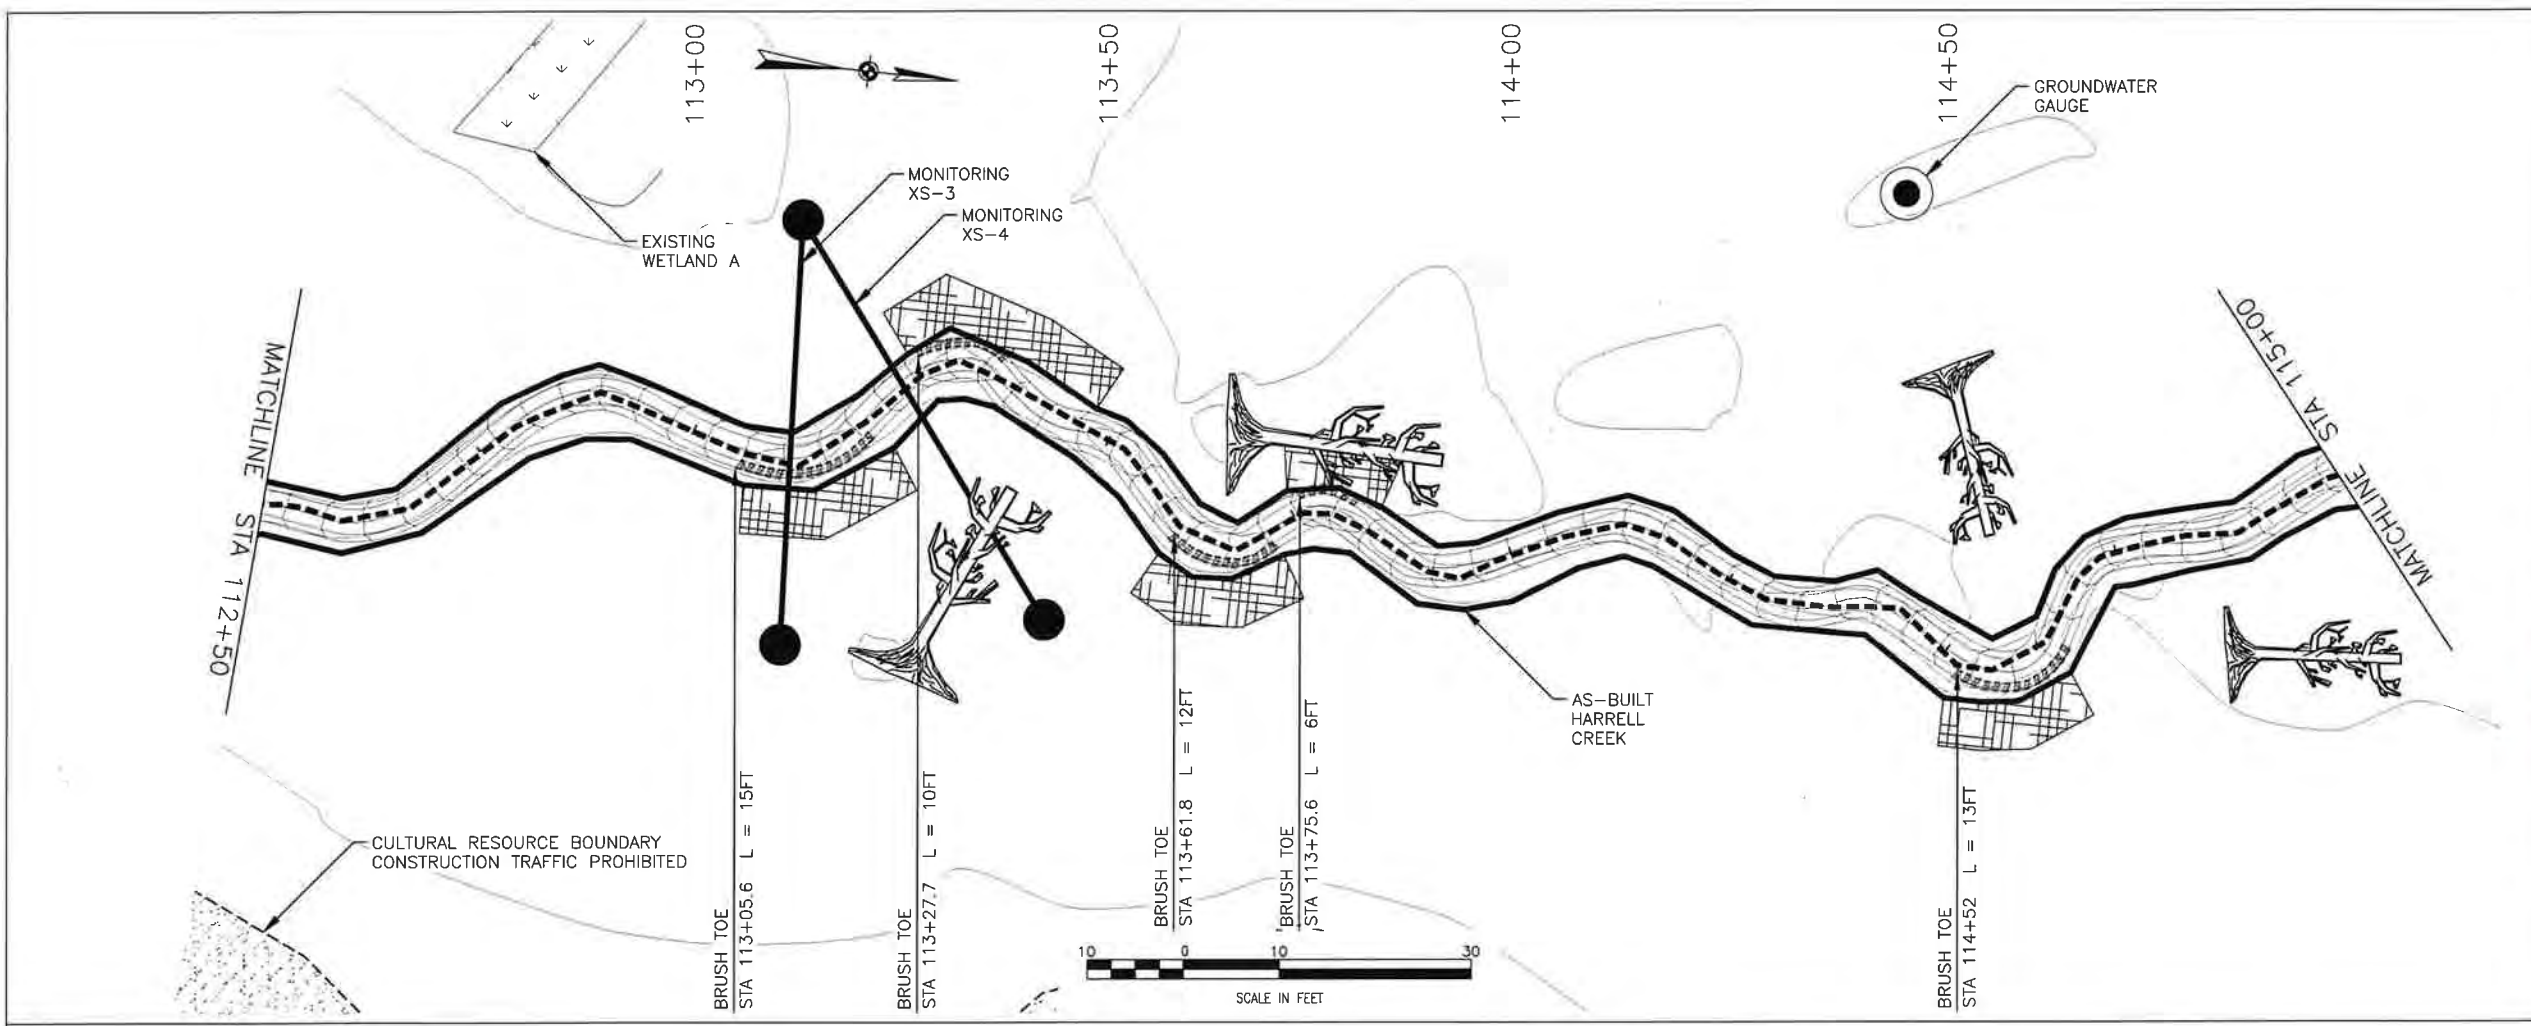 113+00
113+50
114+00
114+50
GROUNDWATER
GAUGE
MONITORING
XS-3
MONITORING
XS-4
EXISTING
WETLAND A
MATCHLINE STA 112+50
MATCHLINE STA 115+00
AS-BUILT
HARRELL
CREEK
CULTURAL RESOURCE BOUNDARY
CONSTRUCTION TRAFFIC PROHIBITED
BRUSH TOE
STA 113+05.6 L = 15FT
BRUSH TOE
STA 113+27.7 L = 10FT
BRUSH TOE
STA 113+61.8 L = 12FT
BRUSH TOE
STA 113+75.6 L = 6FT
BRUSH TOE
STA 114+52 L = 13FT
10 0 10 30
SCALE IN FEET